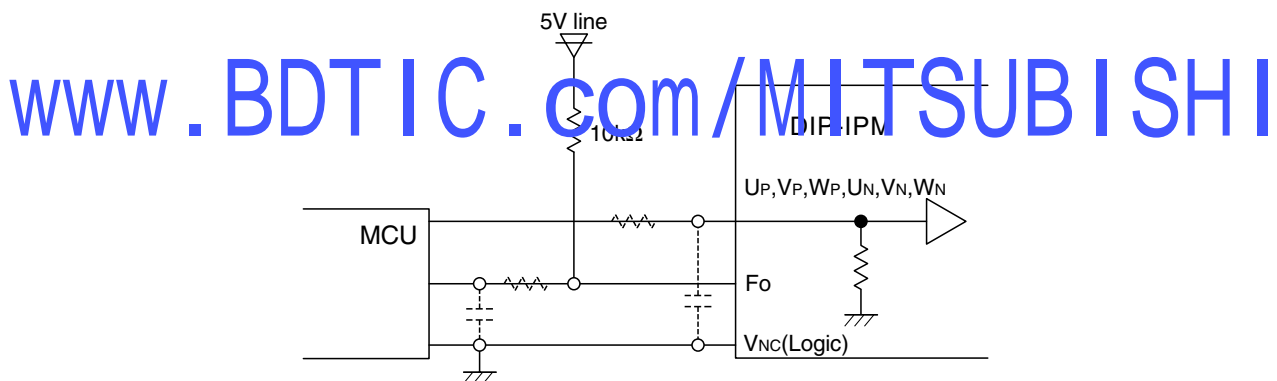 5V line
www.BDTIC.com/MITSUBISHI
10kΩ
DIP-IPM
UP,VP,WP,UN,VN,WN
MCU
Fo
VNC(Logic)